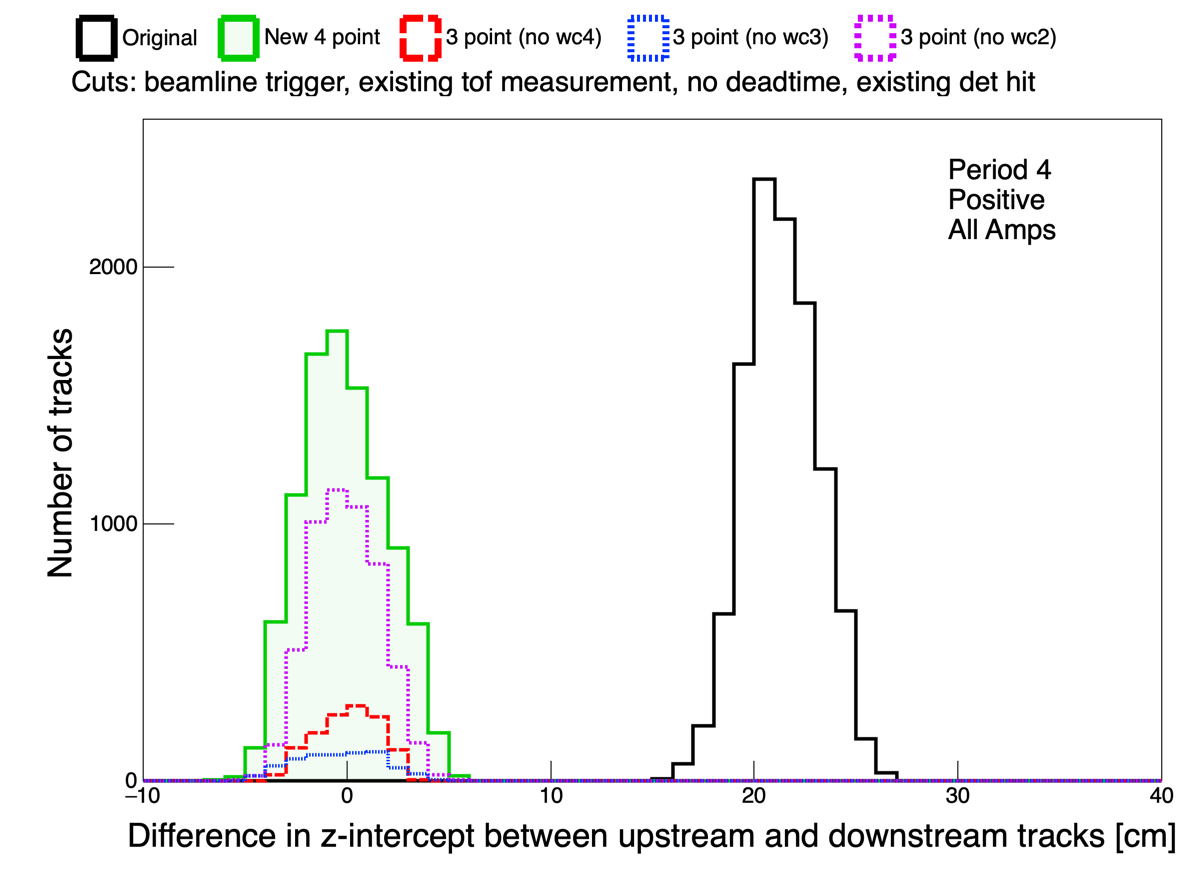 Original New 4 point 3 point (no wc4) 3 point (no wc3) 3 point (no wc2)
Cuts: beamline trigger, existing tof measurement, no deadtime, existing det hit
Period 4
Positive
All Amps
2000
1000
0
Number of tracks
−10 0 10 20 30 40
Difference in z-intercept between upstream and downstream tracks [cm]